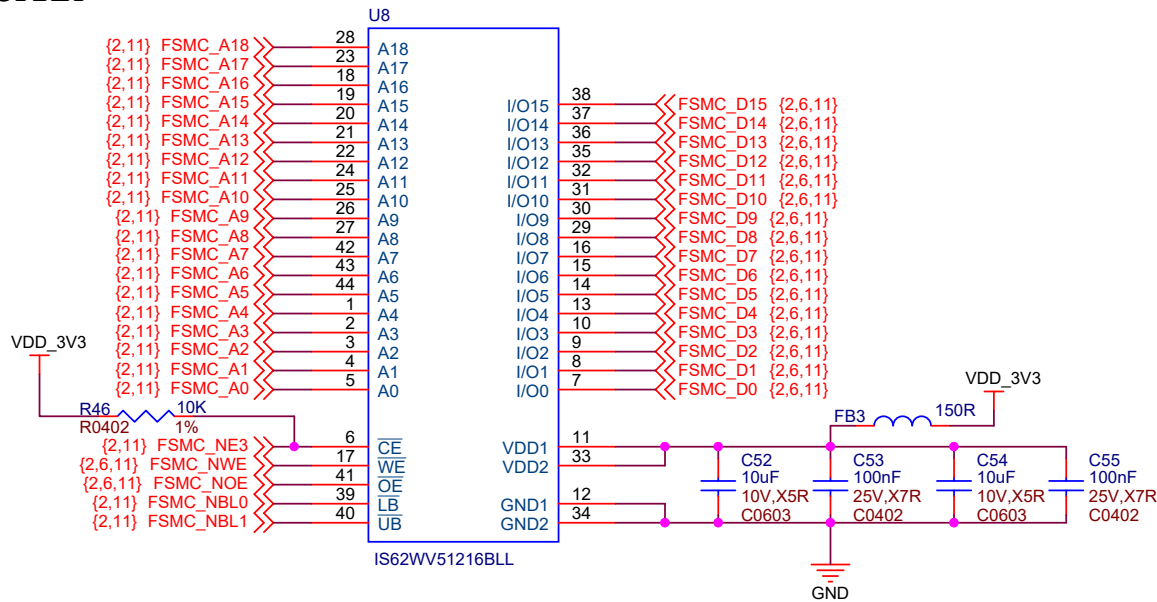 U8
{2,11} FSMC_A18 28 A18
{2,11} FSMC_A17 23 A17
{2,11} FSMC_A16 18 A16
{2,11} FSMC_A15 19 A15 I/O15 38 FSMC_D15 {2,6,11}
{2,11} FSMC_A14 20 A14 I/O14 37 FSMC_D14 {2,6,11}
{2,11} FSMC_A13 21 A13 I/O13 36 FSMC_D13 {2,6,11}
{2,11} FSMC_A12 22 A12 I/O12 35 FSMC_D12 {2,6,11}
{2,11} FSMC_A11 24 A11 I/O11 32 FSMC_D11 {2,6,11}
{2,11} FSMC_A10 25 A10 I/O10 31 FSMC_D10 {2,6,11}
{2,11} FSMC_A9 26 A9 I/O9 30 FSMC_D9 {2,6,11}
{2,11} FSMC_A8 27 A8 I/O8 29 FSMC_D8 {2,6,11}
{2,11} FSMC_A7 42 A7 I/O7 16 FSMC_D7 {2,6,11}
{2,11} FSMC_A6 43 A6 I/O6 15 FSMC_D6 {2,6,11}
{2,11} FSMC_A5 44 A5 I/O5 14 FSMC_D5 {2,6,11}
{2,11} FSMC_A4 1 A4 I/O4 13 FSMC_D4 {2,6,11}
{2,11} FSMC_A3 2 A3 I/O3 10 FSMC_D3 {2,6,11}
{2,11} FSMC_A2 3 A2 I/O2 9 FSMC_D2 {2,6,11}
{2,11} FSMC_A1 4 A1 I/O1 8 FSMC_D1 {2,6,11}
{2,11} FSMC_A0 5 A0 I/O0 7 FSMC_D0 {2,6,11}
VDD_3V3
VDD_3V3
R46 10K
R0402 1%
FB3 150R
{2,11} FSMC_NE3 6 CE VDD1 11
{2,6,11} FSMC_NWE 17 WE VDD2 33
{2,6,11} FSMC_NOE 41 OE
{2,11} FSMC_NBL0 39 LB GND1 12
{2,11} FSMC_NBL1 40 UB GND2 34
C52 C53 C54 C55
10uF 100nF 10uF 100nF
10V,X5R 25V,X7R 10V,X5R 25V,X7R
C0603 C0402 C0603 C0402
IS62WV51216BLL
GND